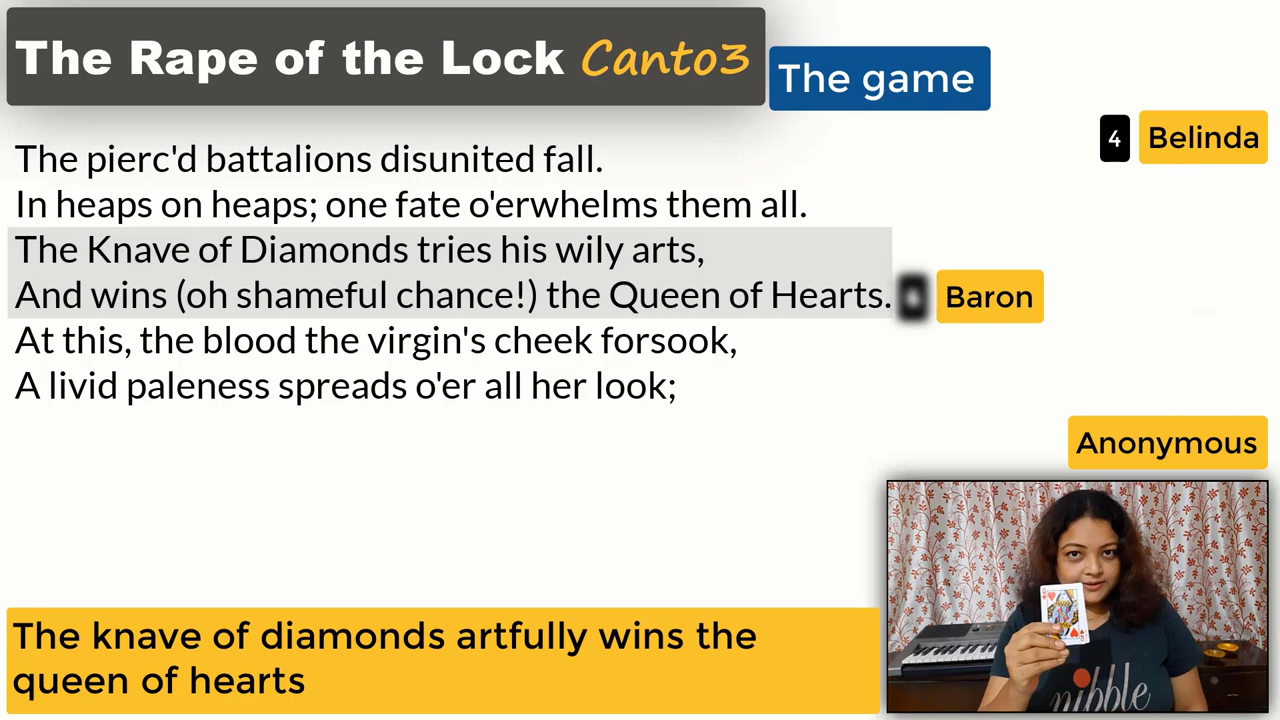 The Rape of the Lock Canto3
The game
4 Belinda
The pierc'd battalions disunited fall.
In heaps on heaps; one fate o'erwhelms them all.
The Knave of Diamonds tries his wily arts,
And wins (oh shameful chance!) the Queen of Hearts.
Baron
At this, the blood the virgin's cheek forsook,
A livid paleness spreads o'er all her look;
Anonymous
The knave of diamonds artfully wins the
queen of hearts
nibble